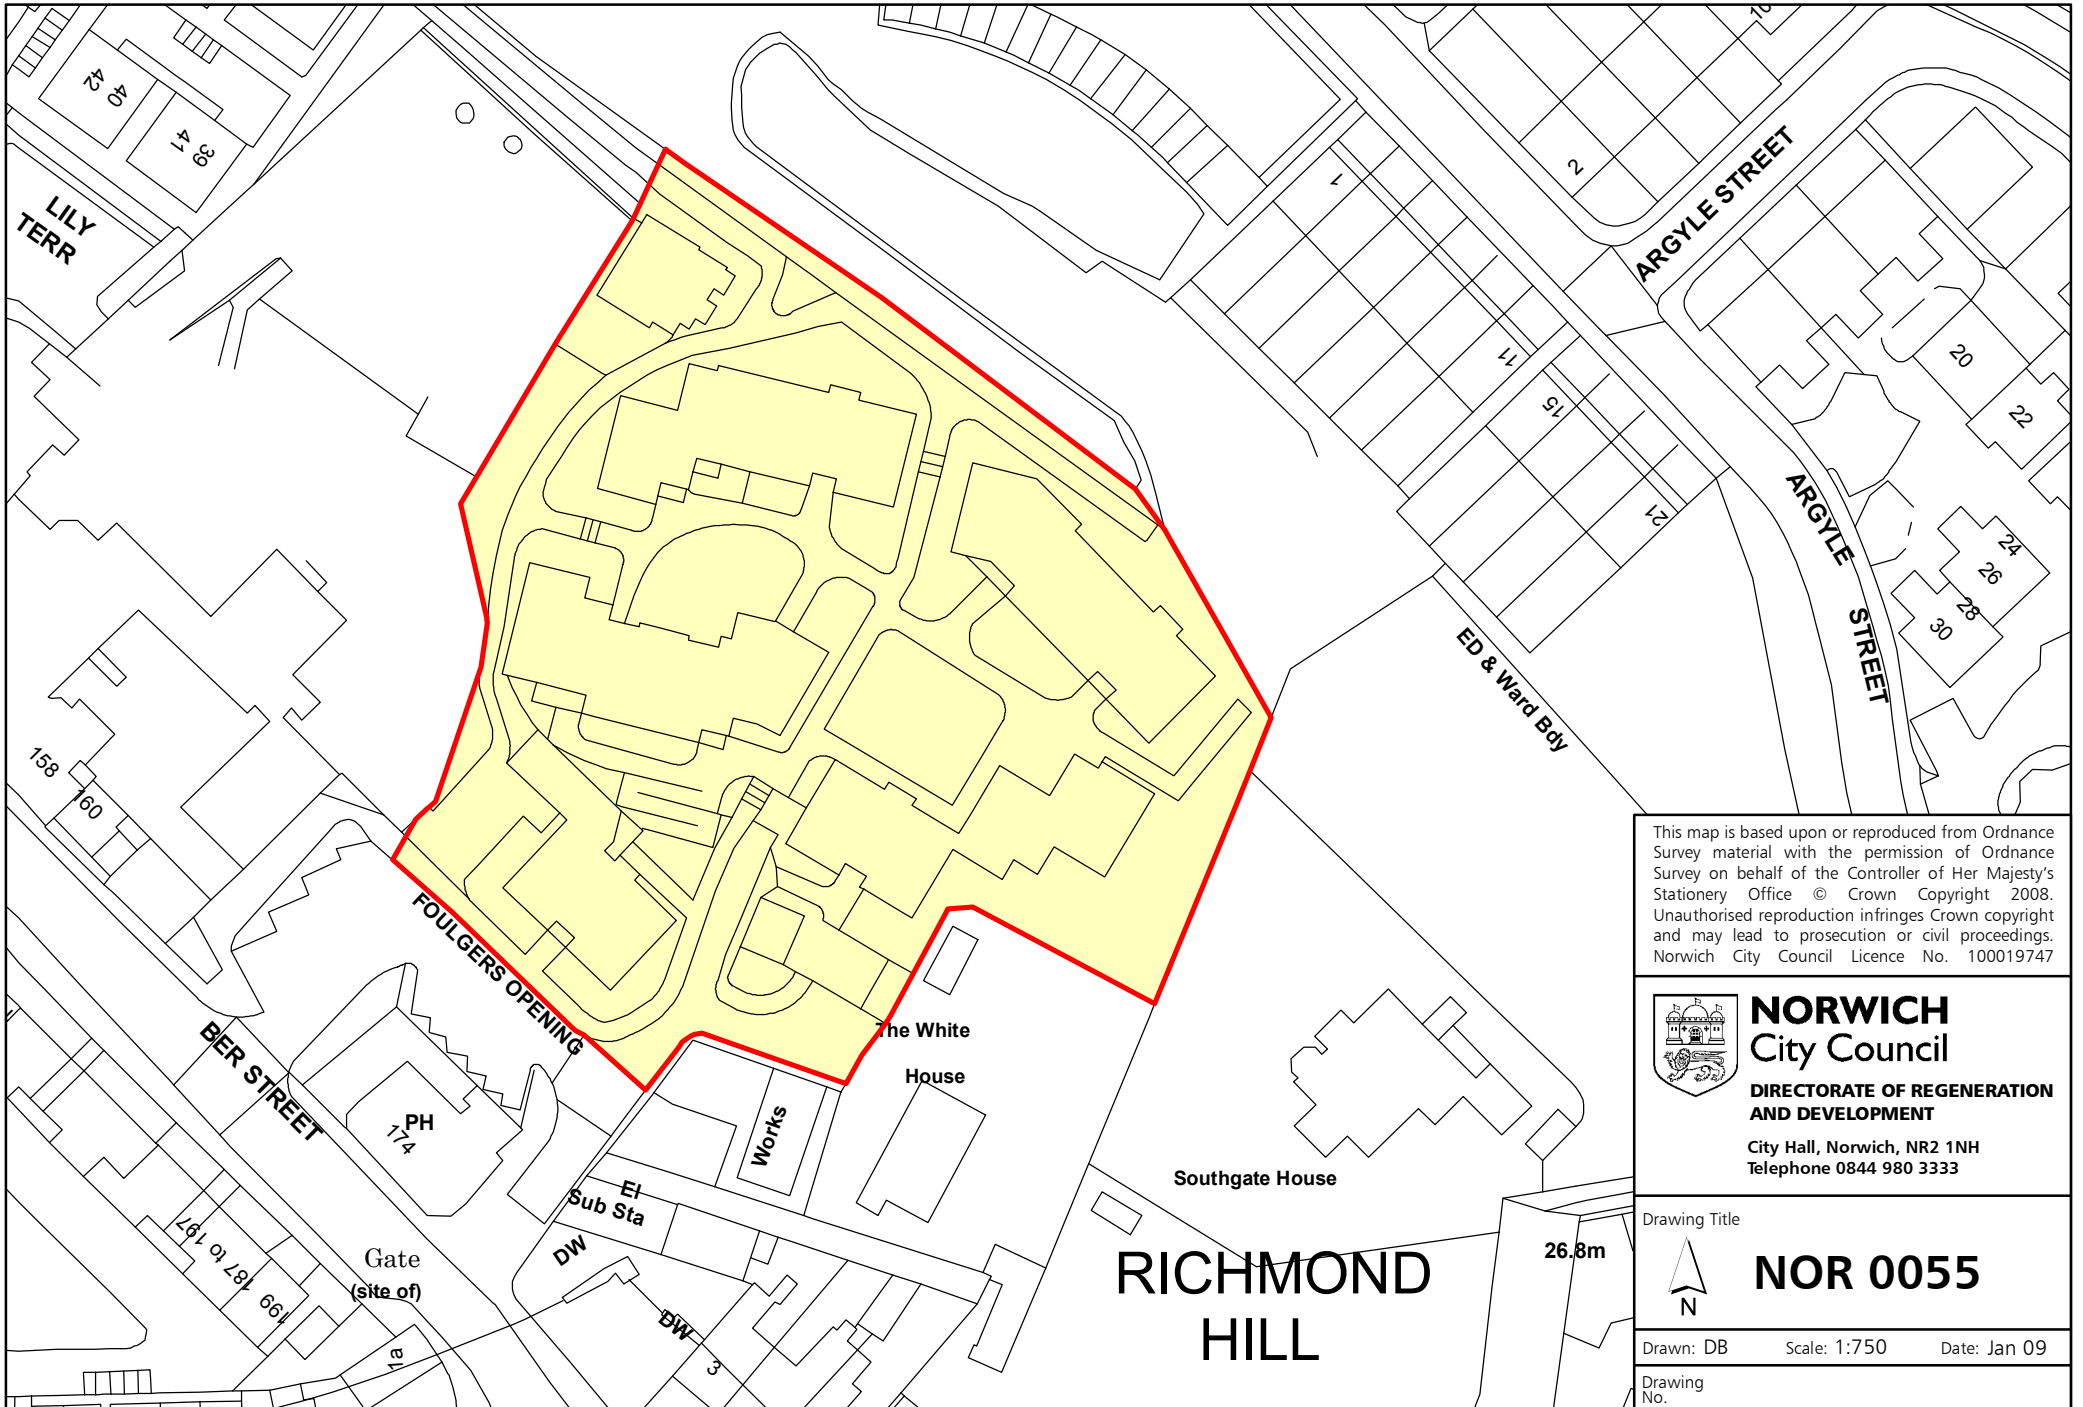 10
40
42
39
41
LILY
TERR
1
2
ARGYLE STREET
11
15
21
20
22
ARGYLE
STREET
24
26
28
30
ED & Ward Bdy
158
160
FOULGERS OPENING
BER STREET
PH
174
The White
House
Works
El
Sub Sta
DW
DW
3
1a
187 to 197
199
Gate
(site of)
Southgate House
RICHMOND
HILL
26.8m
This map is based upon or reproduced from Ordnance
Survey material with the permission of Ordnance
Survey on behalf of the Controller of Her Majesty's
Stationery Office © Crown Copyright 2008.
Unauthorised reproduction infringes Crown copyright
and may lead to prosecution or civil proceedings.
Norwich City Council Licence No. 100019747
NORWICH
City Council
DIRECTORATE OF REGENERATION
AND DEVELOPMENT
City Hall, Norwich, NR2 1NH
Telephone 0844 980 3333
Drawing Title
N
NOR 0055
Drawn: DB Scale: 1:750 Date: Jan 09
Drawing
No.